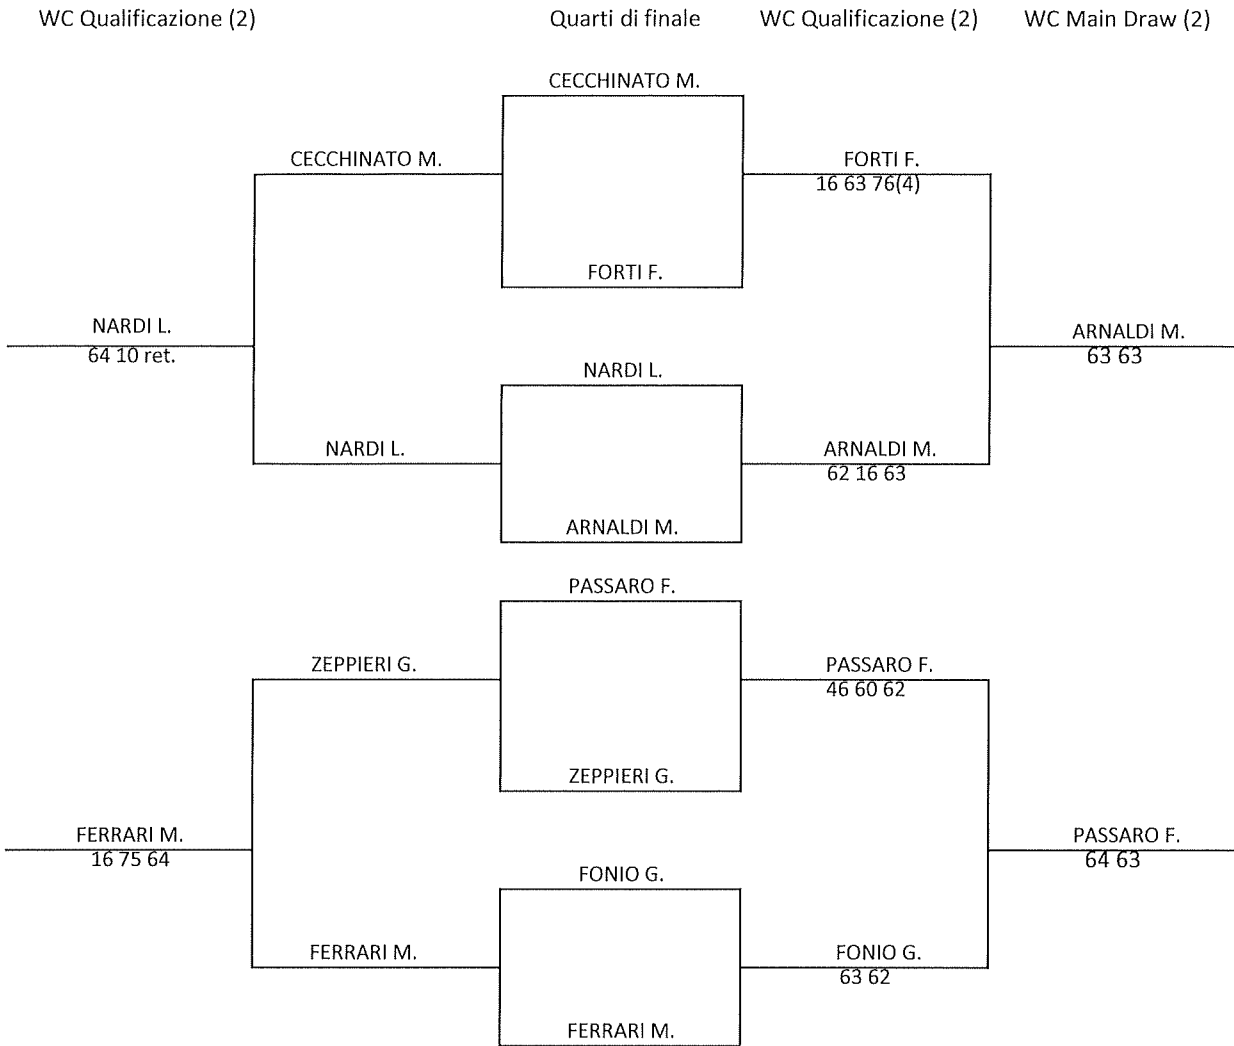 WC Qualificazione (2) Quarti di finale WC Qualificazione (2) WC Main Draw (2)
CECCHINATO M.
CECCHINATO M. FORTI F.
16 63 76(4)
FORTI F.
NARDI L. ARNALDI M.
64 10 ret. 63 63
NARDI L.
NARDI L. ARNALDI M.
62 16 63
ARNALDI M.
PASSARO F.
ZEPPIERI G. PASSARO F.
46 60 62
ZEPPIERI G.
FERRARI M. PASSARO F.
16 75 64 64 63
FONIO G.
FERRARI M. FONIO G.
63 62
FERRARI M.